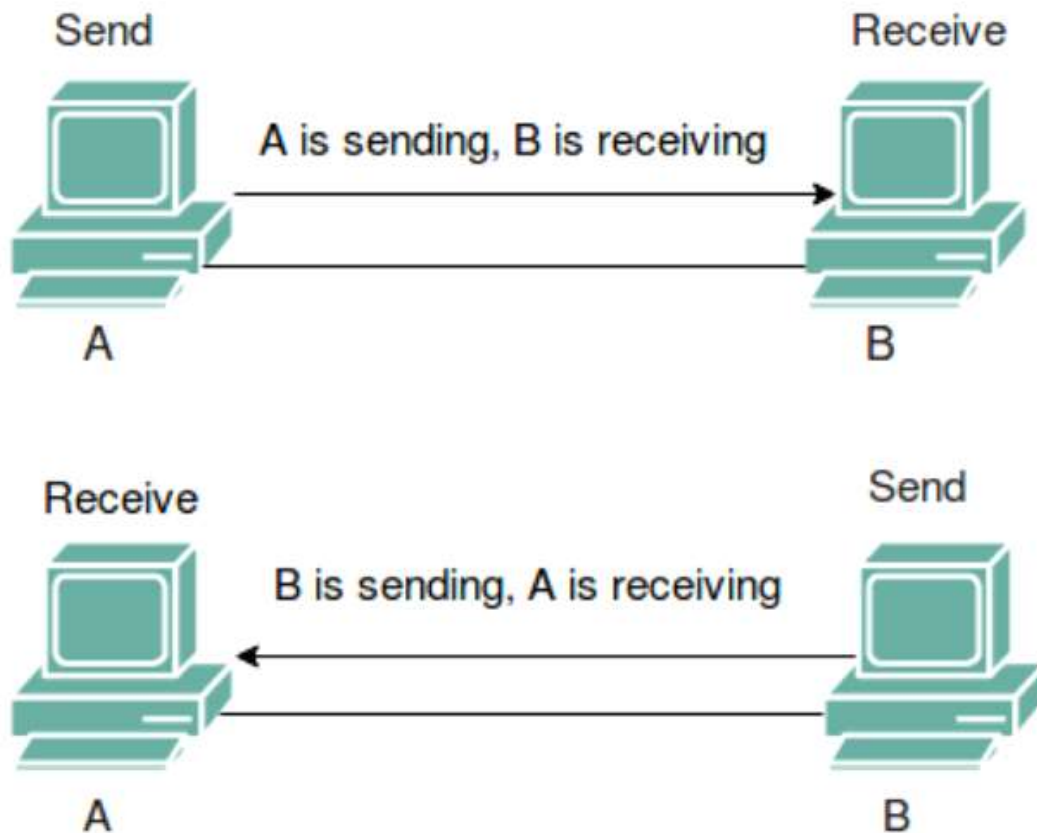 Send
Receive
A is sending, B is receiving
A
B
Receive
Send
B is sending, A is receiving
A
B